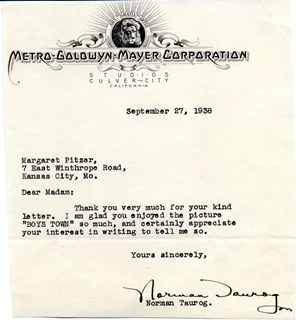 METRO-GOLDWYN-MAYER CORPORATION
STUDIOS
CULVER-CITY
CALIFORNIA
September 27, 1938
Margaret Pitzer,
7 East Winthrope Road,
Kansas City, Mo.
Dear Madam:
Thank you very much for your kind
letter. I am glad you enjoyed the picture
"BOYS TOWN" so much, and certainly appreciate
your interest in writing to tell me so.
Yours sincerely,
Norman Taurog
Norman Taurog.